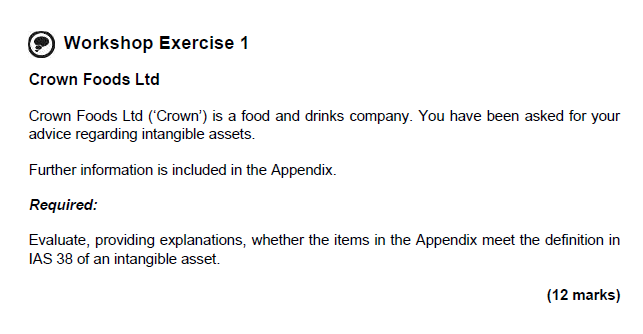 Workshop Exercise 1
Crown Foods Ltd
Crown Foods Ltd ('Crown') is a food and drinks company. You have been asked for your
advice regarding intangible assets.
Further information is included in the Appendix.
Required:
Evaluate, providing explanations, whether the items in the Appendix meet the definition in
IAS 38 of an intangible asset.
(12 marks)